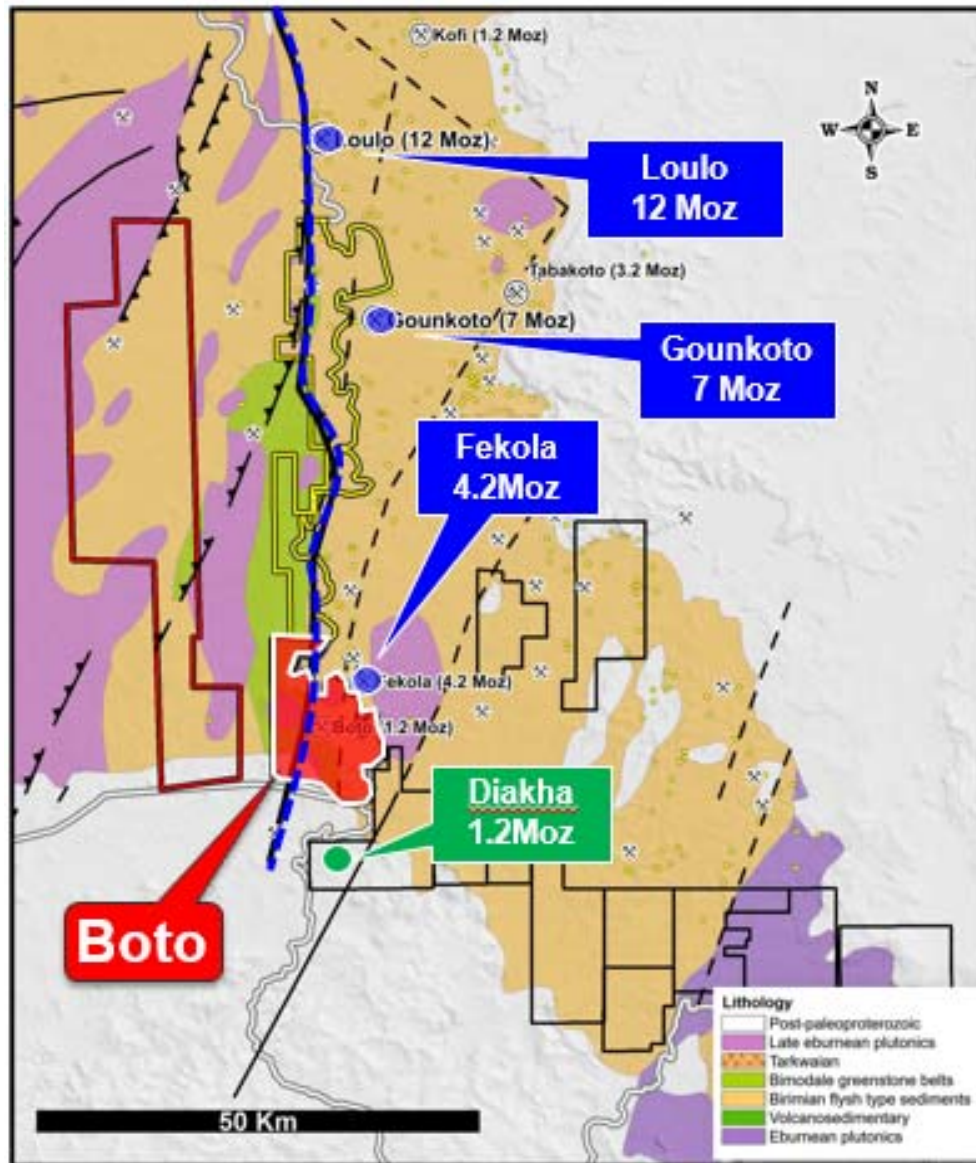 Kofi (1.2 Moz)
N
W E
S
Loulo (12 Moz)
Loulo
12 Moz
Tabakoto (3.2 Moz)
Gounkoto (7 Moz)
Gounkoto
7 Moz
Fekola
4.2Moz
Fekola (4.2 Moz)
Boto (1.2 Moz)
Diakha
1.2Moz
Boto
50 Km
Lithology
Post-paleoproterozoic
Late eburnean plutonics
Tarkwaian
Bimodale greenstone belts
Birimian flysh type sediments
Volcanosedimentary
Eburnean plutonics